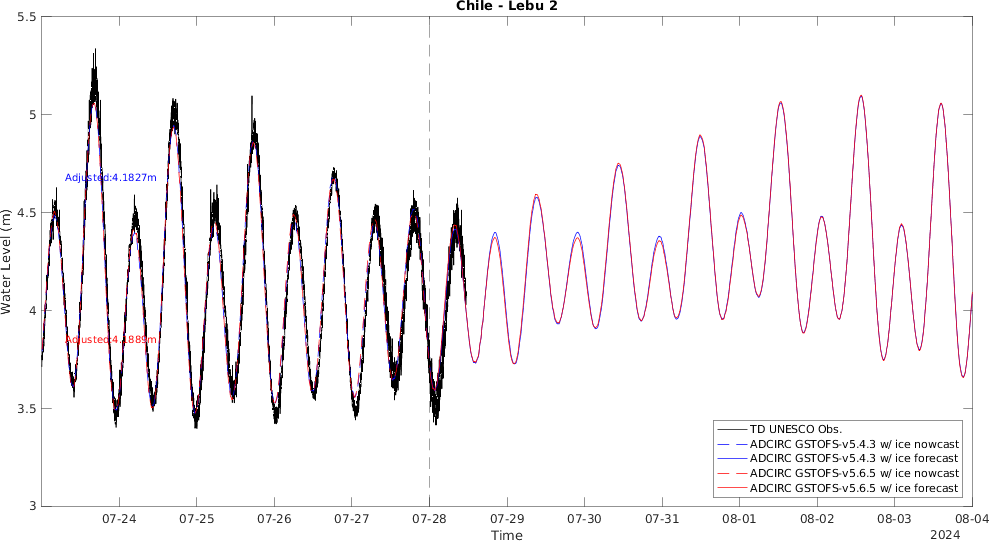 Chile - Lebu 2
5.5
5
4.5
4
3.5
3
Water Level (m)
Adjusted:4.1827m
Adjusted:4.1889m
TD UNESCO Obs.
ADCIRC GSTOFS-v5.4.3 w/ ice nowcast
ADCIRC GSTOFS-v5.4.3 w/ ice forecast
ADCIRC GSTOFS-v5.6.5 w/ ice nowcast
ADCIRC GSTOFS-v5.6.5 w/ ice forecast
07-24 07-25 07-26 07-27 07-28 07-29 07-30 07-31 08-01 08-02 08-03 08-04
Time
2024